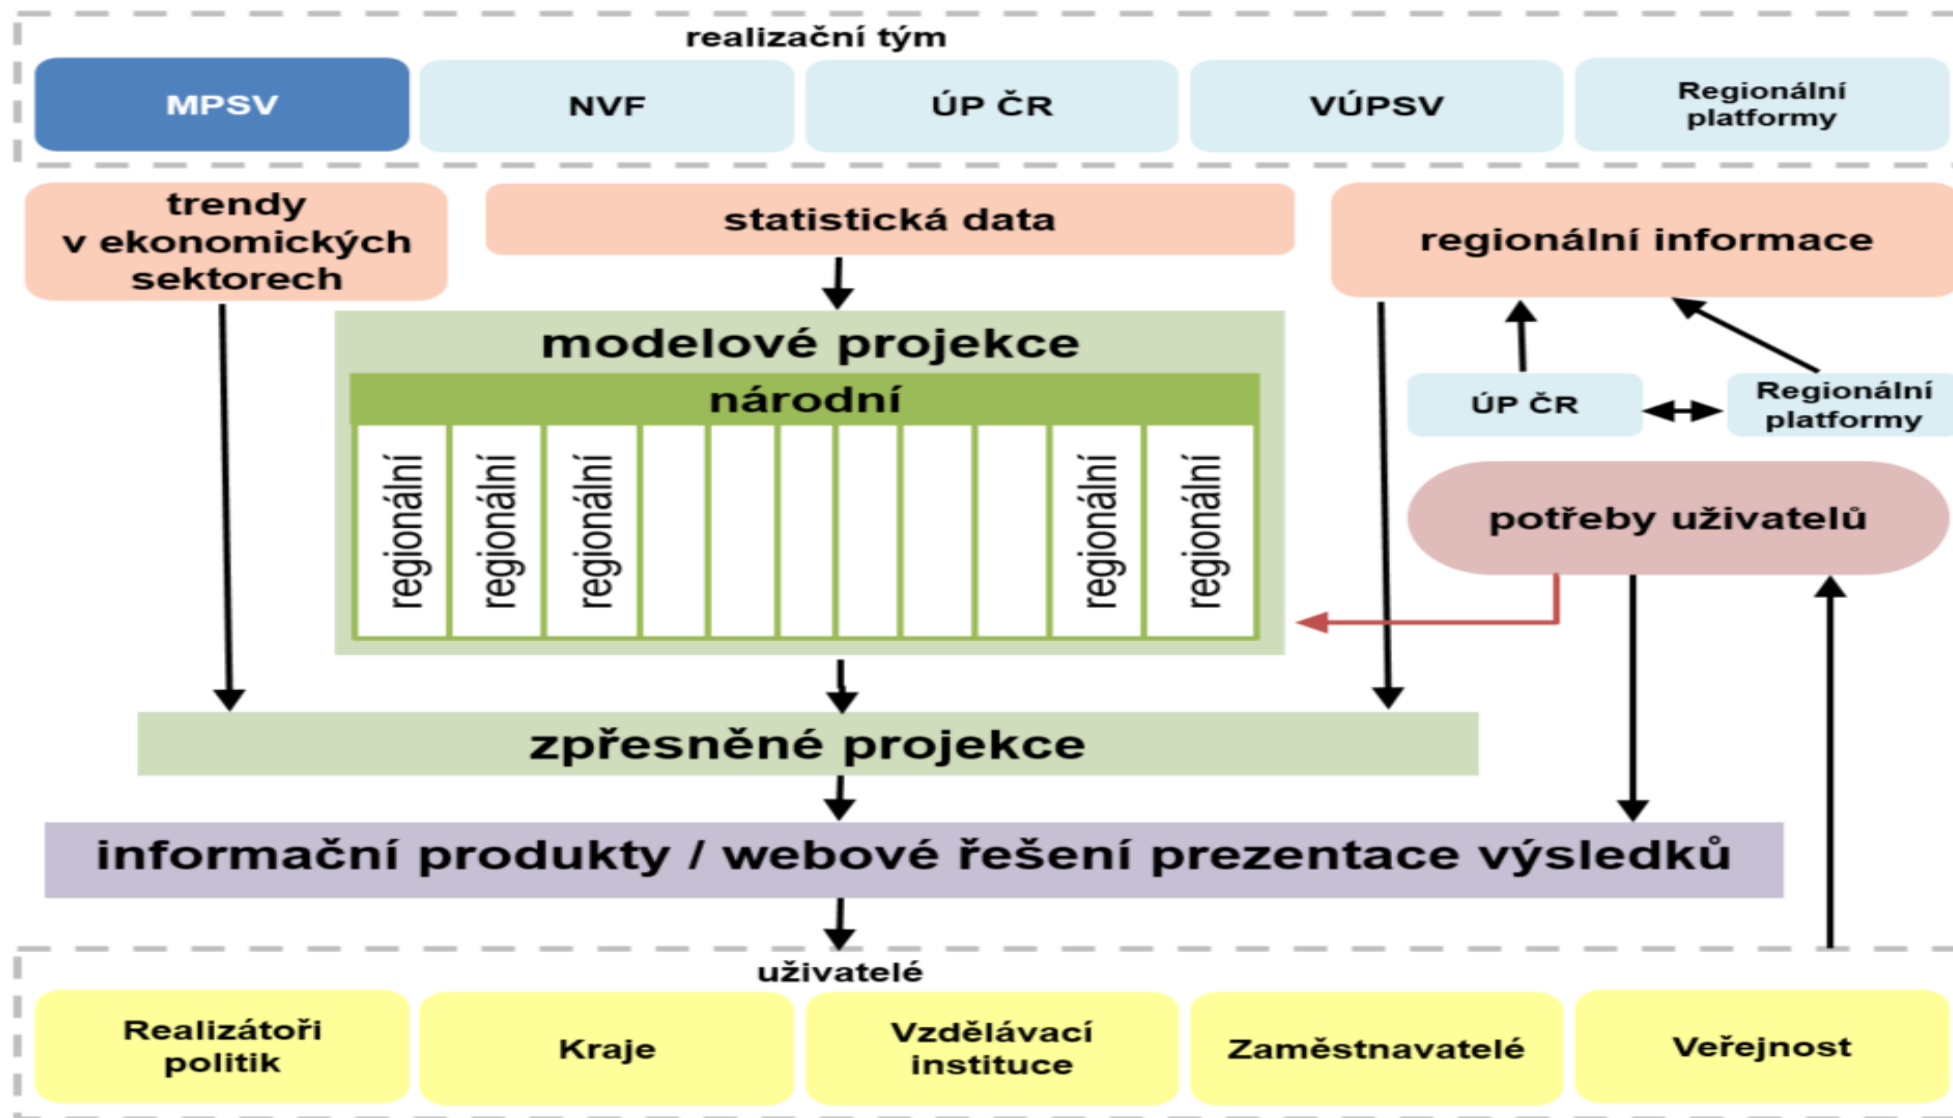 realizační tým
MPSV
NVF
ÚP ČR
VÚPSV
Regionální
platformy
trendy
v ekonomických
sektorech
statistická data
regionální informace
modelové projekce
národní
regionální
regionální
regionální
regionální
regionální
ÚP ČR
Regionální
platformy
potřeby uživatelů
zpřesněné projekce
informační produkty / webové řešení prezentace výsledků
uživatelé
Realizátoři
politik
Kraje
Vzdělávací
instituce
Zaměstnavatelé
Veřejnost